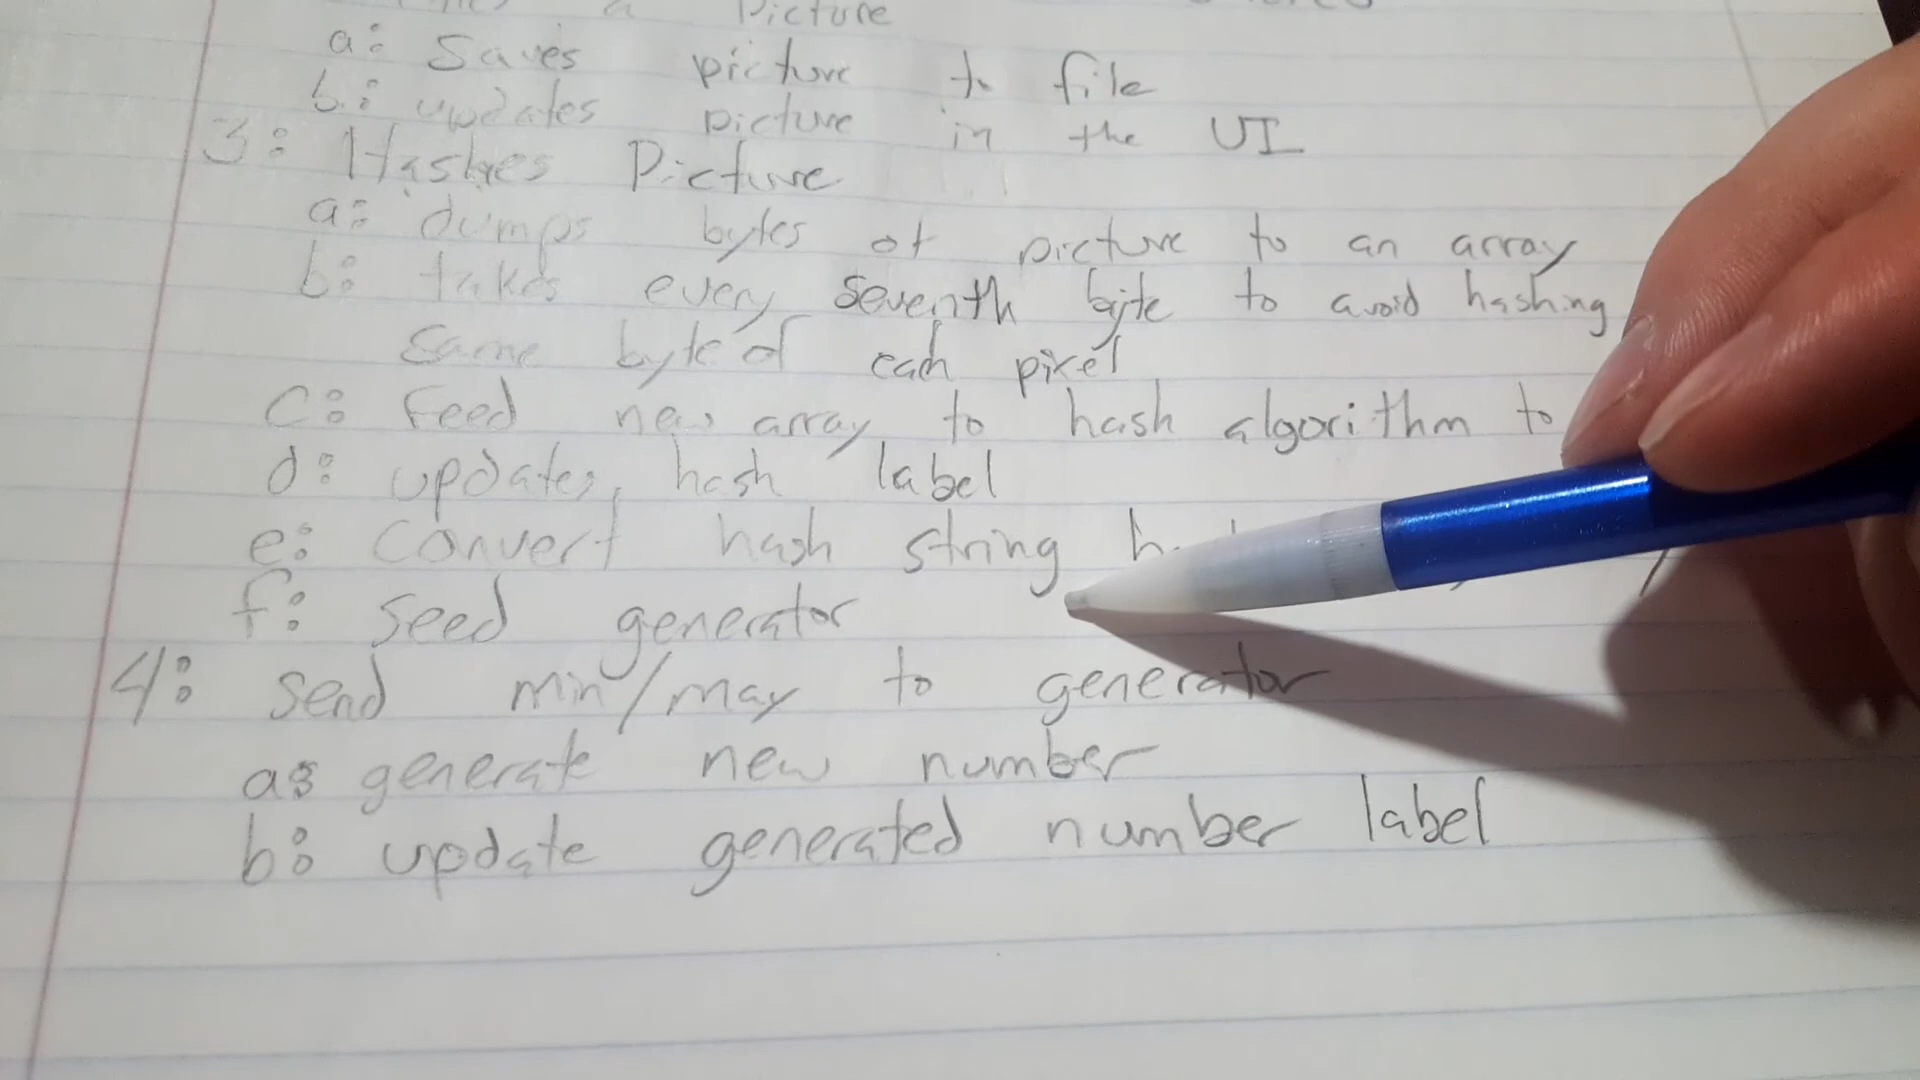 a Picture
a: Saves picture to file
b: updates picture in the UI
3: Hashes Picture
a: dumps bytes of picture to an array
b: takes every seventh byte to avoid hashing
same byte of each pixel
c: Feed new array to hash algorithm to
d: updates hash label
e: convert hash string
f: seed generator
4: send min/max to generator
a: generate new number
b: update generated number label